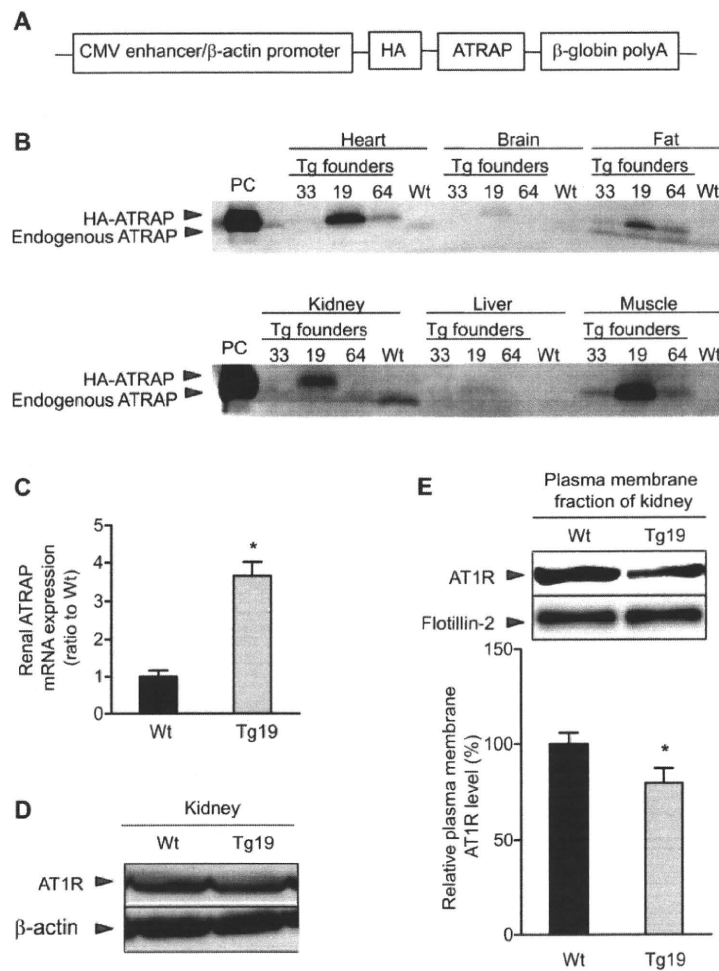 A
CMV enhancer/β-actin promoter HA ATRAP β-globin polyA
B
Heart Brain Fat
Tg founders Tg founders Tg founders
PC 33 19 64 Wt 33 19 64 Wt 33 19 64 Wt
HA-ATRAP
Endogenous ATRAP
Kidney Liver Muscle
Tg founders Tg founders Tg founders
PC 33 19 64 Wt 33 19 64 Wt 33 19 64 Wt
HA-ATRAP
Endogenous ATRAP
C
Renal ATRAP
mRNA expression
(ratio to Wt)
5
4
3
2
1
0
*
Wt Tg19
D
Kidney
Wt Tg19
AT1R
β-actin
E
Plasma membrane
fraction of kidney
Wt Tg19
AT1R
Flotillin-2
Relative plasma membrane
AT1R level (%)
150
100
50
0
*
Wt Tg19